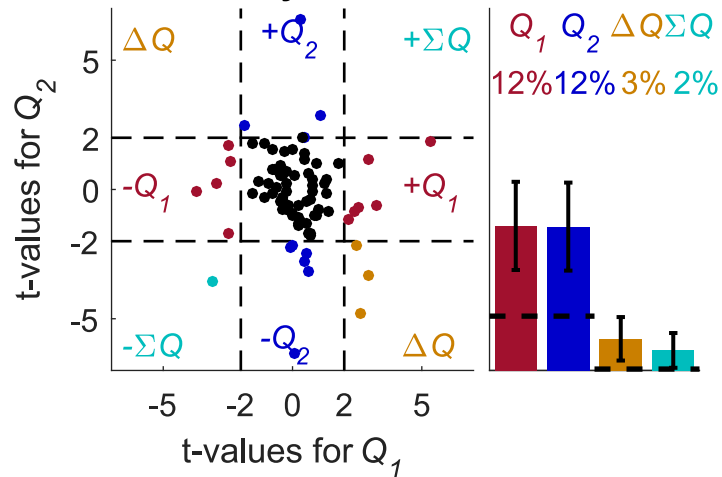 ΔQ
+Q₂
+ΣQ
-Q₁
+Q₁
-ΣQ
-Q₂
ΔQ
5
2
0
-2
-5
t-values for Q₂
-5
-2
0
2
5
t-values for Q₁
Q₁ Q₂ ΔQ ΣQ
12% 12% 3% 2%